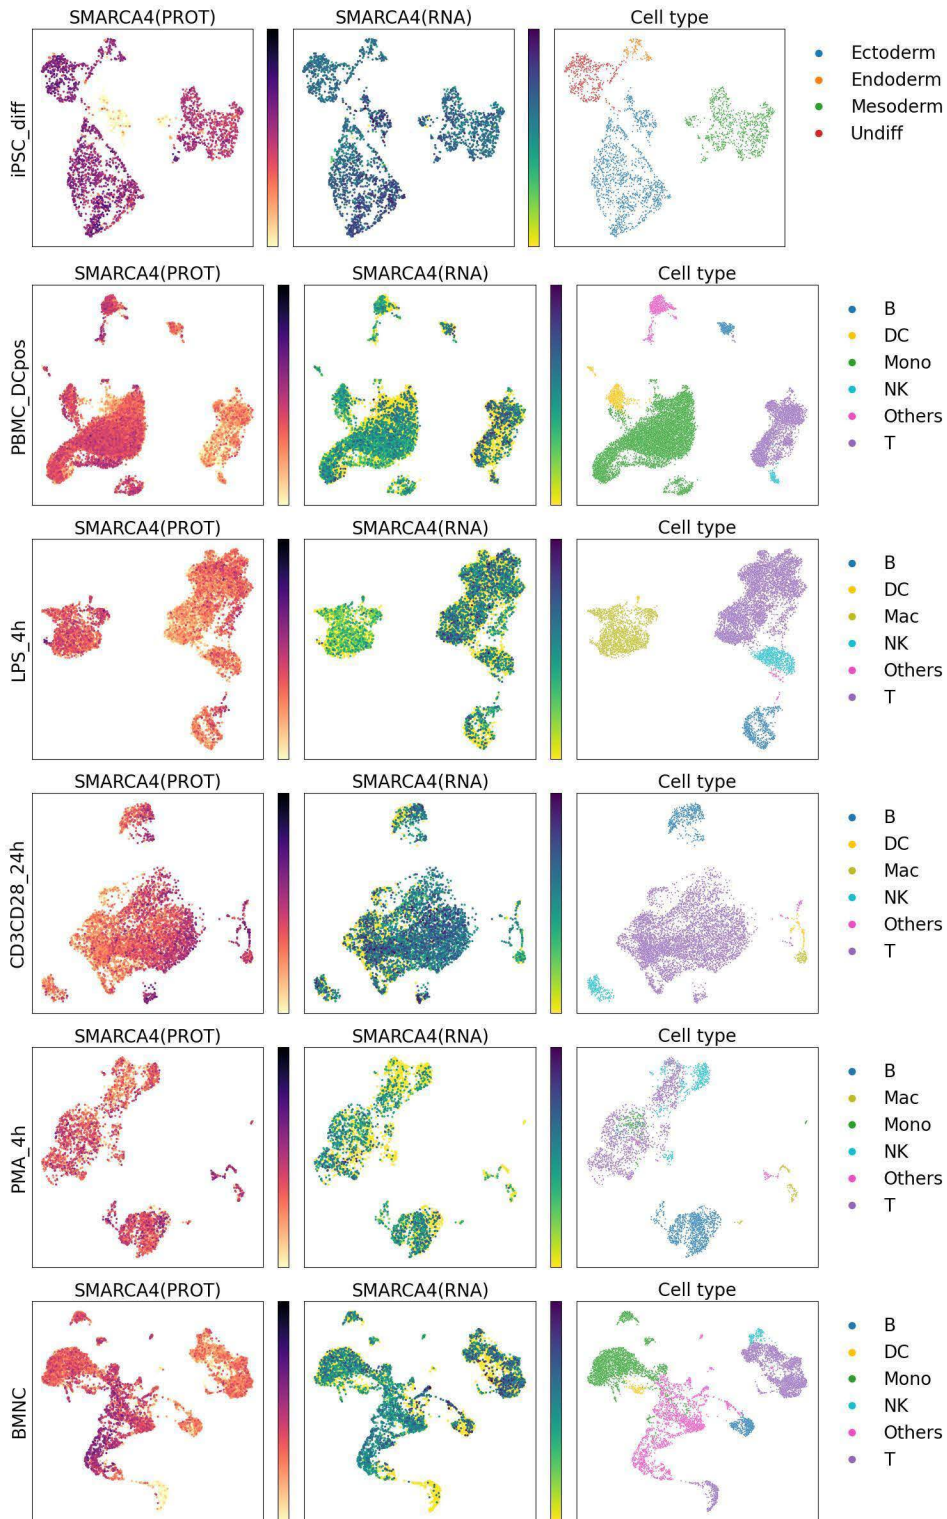 SMARCA4(PROT) SMARCA4(RNA) Cell type
iPSC_diff
Ectoderm
Endoderm
Mesoderm
Undiff
SMARCA4(PROT) SMARCA4(RNA) Cell type
PBMC_DCpos
B
DC
Mono
NK
Others
T
SMARCA4(PROT) SMARCA4(RNA) Cell type
LPS_4h
B
DC
Mac
NK
Others
T
SMARCA4(PROT) SMARCA4(RNA) Cell type
CD3CD28_24h
B
DC
Mac
NK
Others
T
SMARCA4(PROT) SMARCA4(RNA) Cell type
PMA_4h
B
Mac
Mono
NK
Others
T
SMARCA4(PROT) SMARCA4(RNA) Cell type
BMNC
B
DC
Mono
NK
Others
T